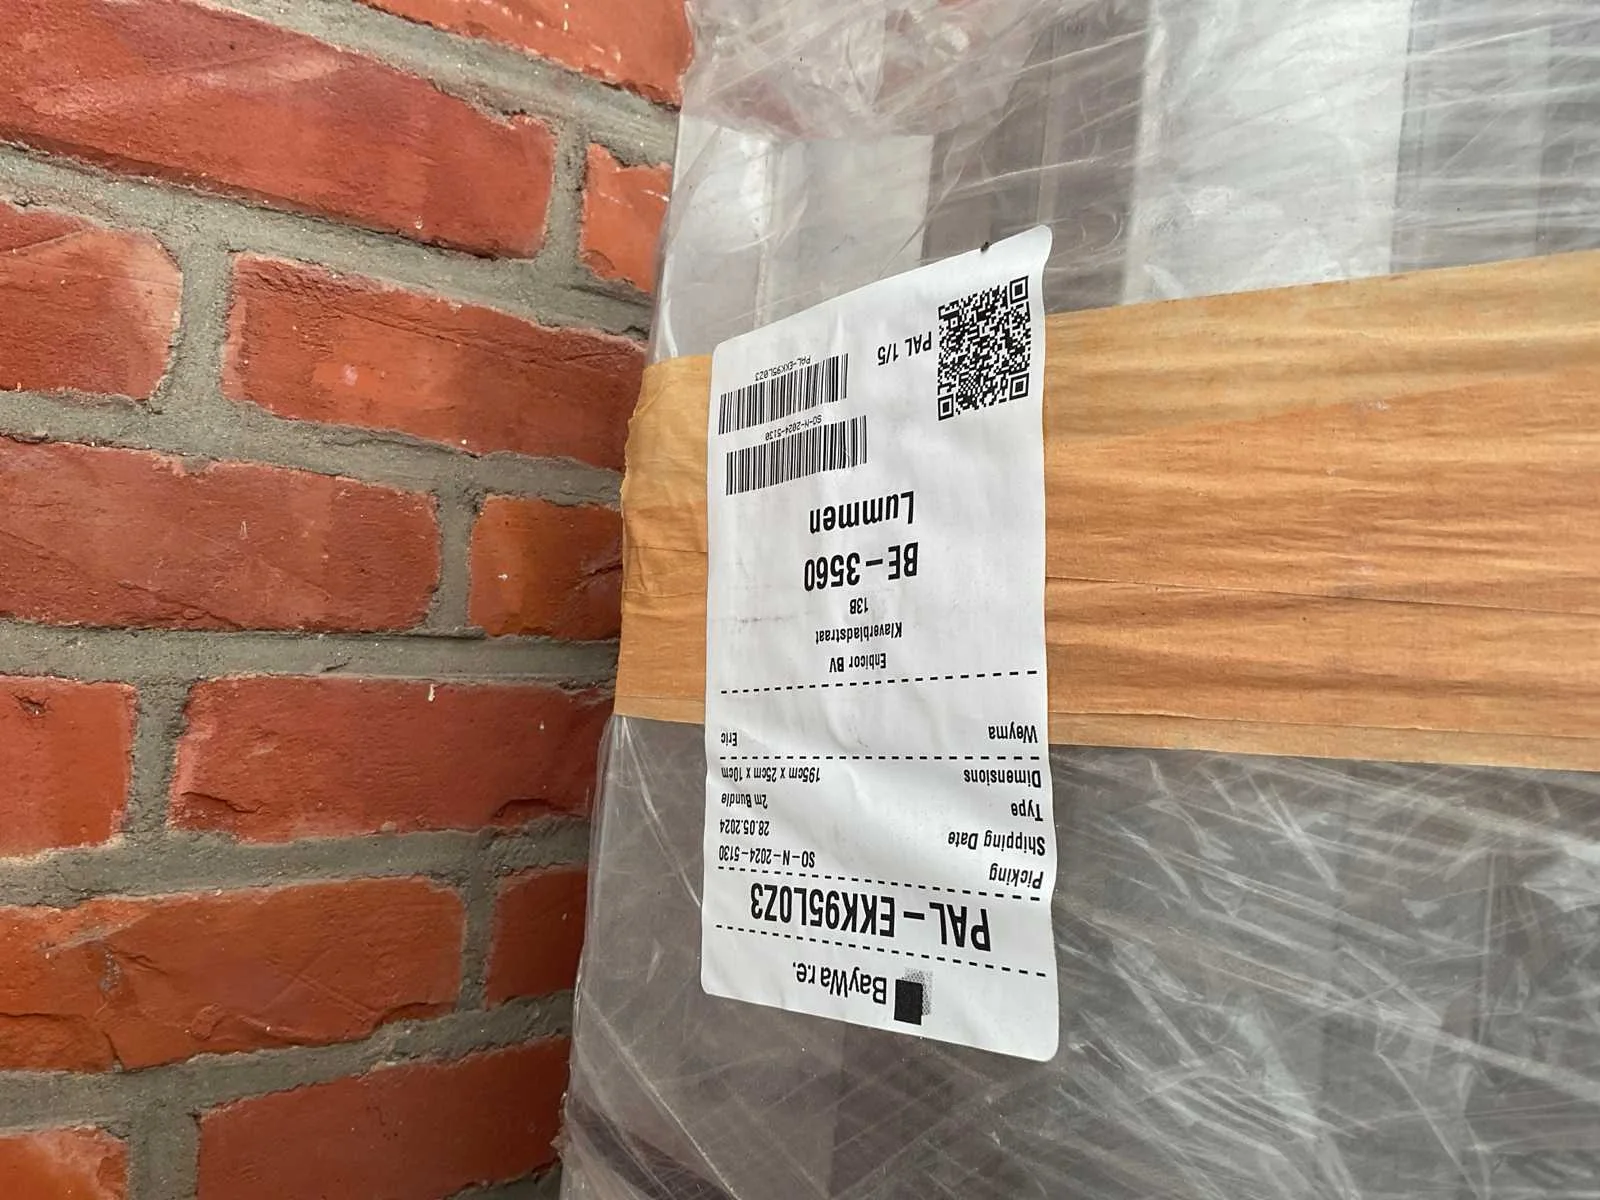 BayWa r.e.
PAL-EKK95L0Z3
Picking SO-N-2024-5130
Shipping Date 28.05.2024
Type 2m Bundle
Dimensions 195cm x 25cm x 10cm
Weyma Eric
Enbicor BV
Klaverbladstraat
13B
BE-3560
Lummen
SO-N-2024-5130
PAL-EKK95L0Z3
PAL 1/5